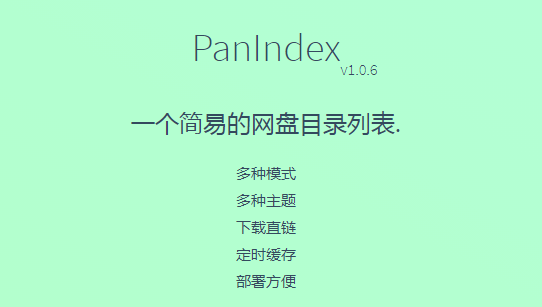 PanIndex v1.0.6
一个简易的网盘目录列表.
多种模式
多种主题
下载直链
定时缓存
部署方便